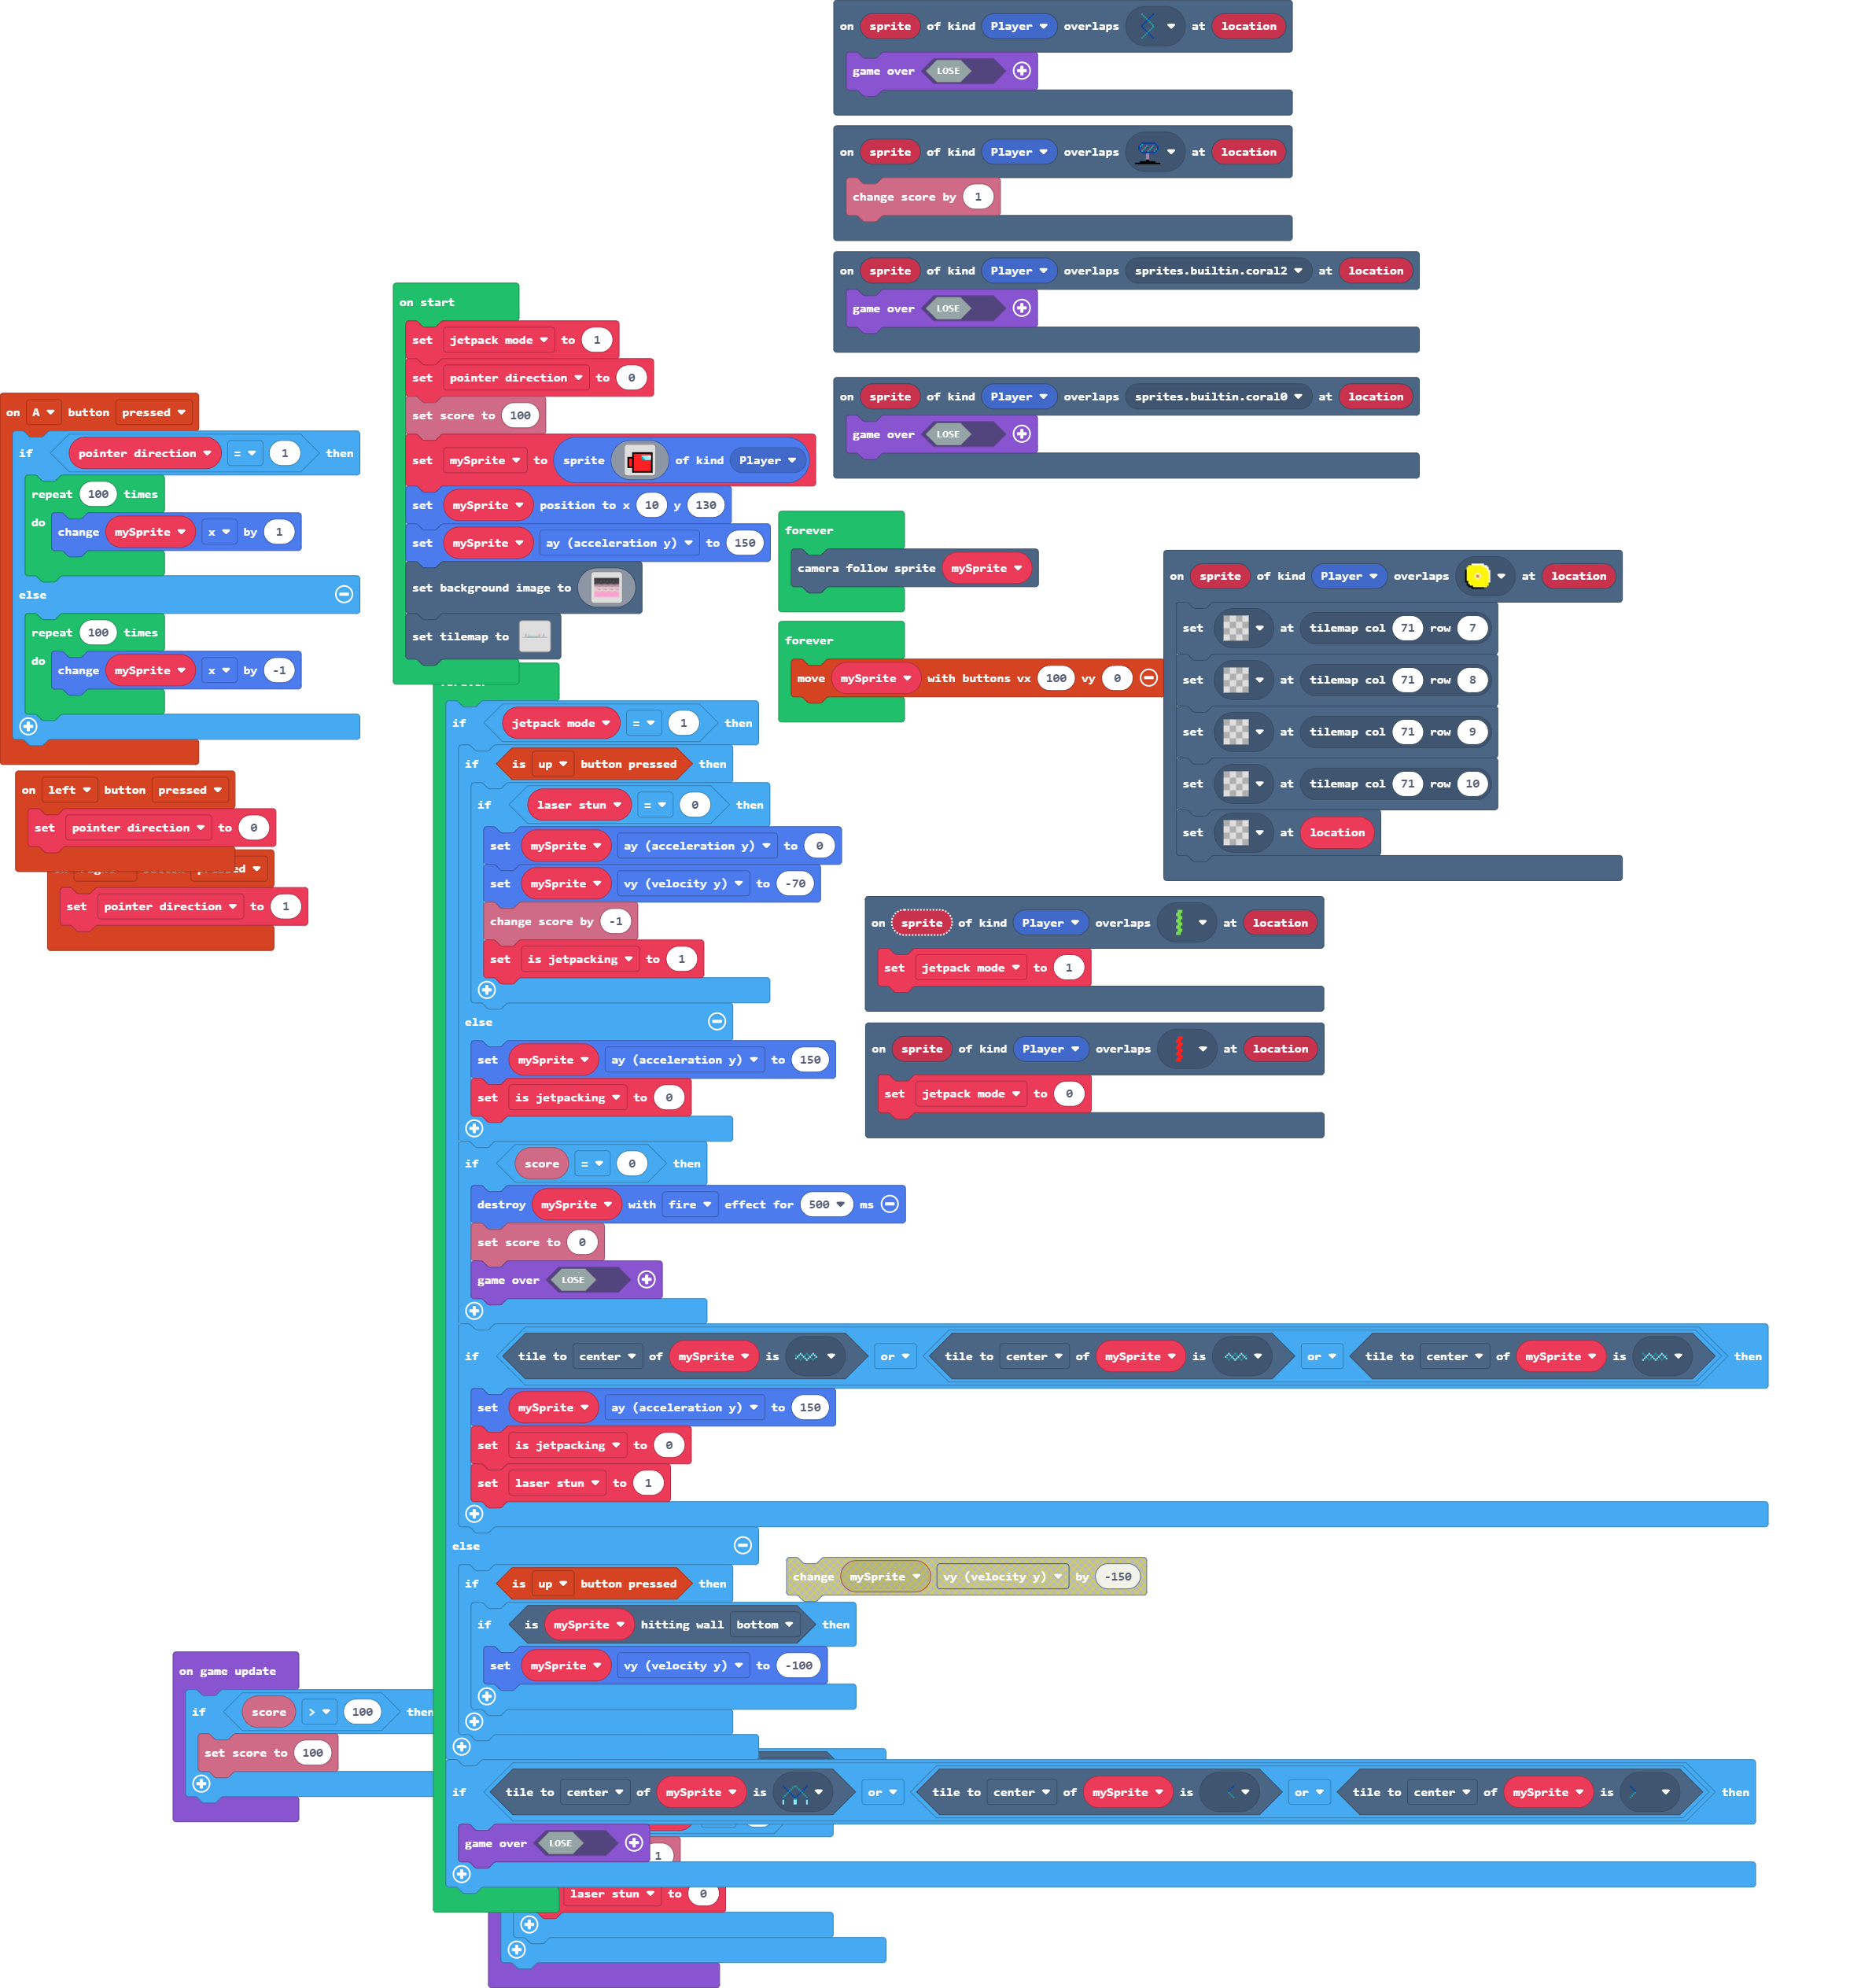 on sprite of kind Player overlaps at location
game over LOSE
on sprite of kind Player overlaps at location
change score by 1
on sprite of kind Player overlaps sprites.builtin.coral2 at location
game over LOSE
on sprite of kind Player overlaps sprites.builtin.coral0 at location
game over LOSE
on start
set jetpack mode to 1
set pointer direction to 0
set score to 100
set mySprite to sprite of kind Player
set mySprite position to x 10 y 130
set mySprite ay (acceleration y) to 150
set background image to
set tilemap to
on A button pressed
if pointer direction = 1 then
repeat 100 times
do change mySprite x by 1
else
repeat 100 times
do change mySprite x by -1
on left button pressed
set pointer direction to 0
set pointer direction to 1
forever
camera follow sprite mySprite
forever
move mySprite with buttons vx 100 vy 0
on sprite of kind Player overlaps at location
set at tilemap col 71 row 7
set at tilemap col 71 row 8
set at tilemap col 71 row 9
set at tilemap col 71 row 10
set at location
on sprite of kind Player overlaps at location
set jetpack mode to 1
on sprite of kind Player overlaps at location
set jetpack mode to 0
if jetpack mode = 1 then
if is up button pressed then
if laser stun = 0 then
set mySprite ay (acceleration y) to 0
set mySprite vy (velocity y) to -70
change score by -1
set is jetpacking to 1
else
set mySprite ay (acceleration y) to 150
set is jetpacking to 0
if score = 0 then
destroy mySprite with fire effect for 500 ms
set score to 0
game over LOSE
if tile to center of mySprite is or tile to center of mySprite is or tile to center of mySprite is then
set mySprite ay (acceleration y) to 150
set is jetpacking to 0
set laser stun to 1
else
if is up button pressed then
change mySprite vy (velocity y) by -150
if is mySprite hitting wall bottom then
set mySprite vy (velocity y) to -100
on game update
if score > 100 then
set score to 100
if tile to center of mySprite is or tile to center of mySprite is or tile to center of mySprite is then
game over LOSE
1
laser stun to 0